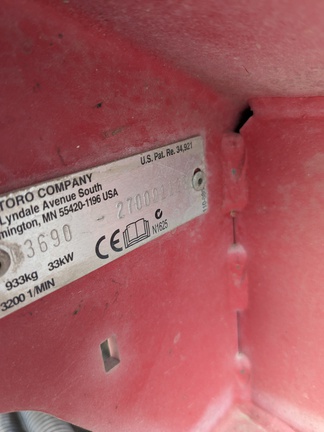 U.S. Pat. Re. 34,921
TORO COMPANY
Lyndale Avenue South
mington, MN 55420-1196 USA
3690 - 27000
CE N1625
933kg 33kW
3200 1/MIN